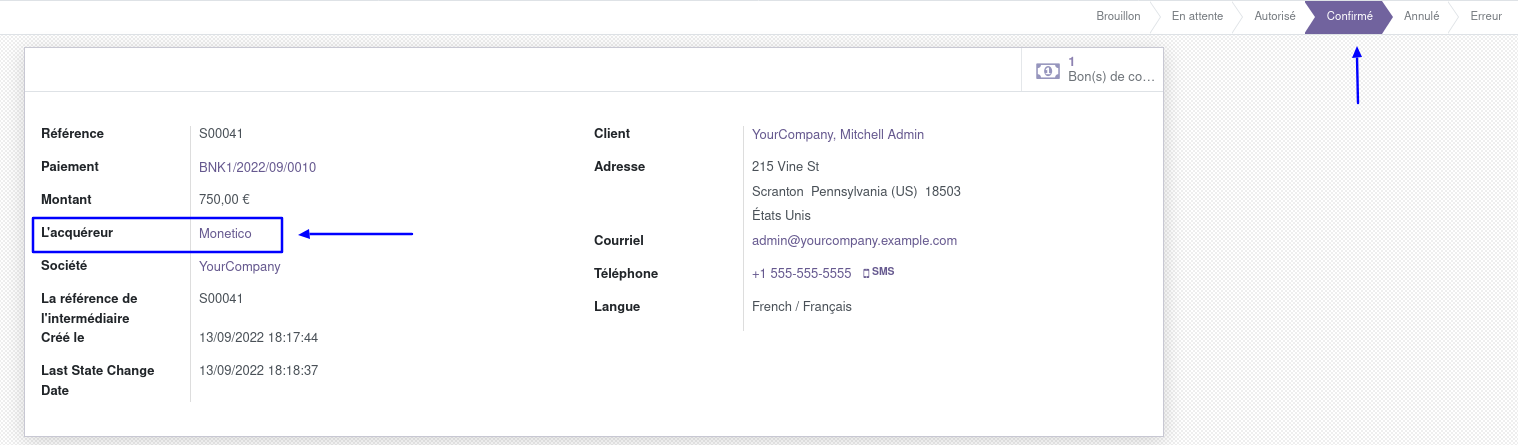 Brouillon En attente Autorisé Confirmé Annulé Erreur
1
Bon(s) de co…
Référence S00041
Paiement BNK1/2022/09/0010
Montant 750,00 €
L'acquéreur Monetico
Société YourCompany
La référence de l'intermédiaire S00041
Créé le 13/09/2022 18:17:44
Last State Change Date 13/09/2022 18:18:37
Client YourCompany, Mitchell Admin
Adresse 215 Vine St
Scranton Pennsylvania (US) 18503
États Unis
Courriel admin@yourcompany.example.com
Téléphone +1 555-555-5555 SMS
Langue French / Français